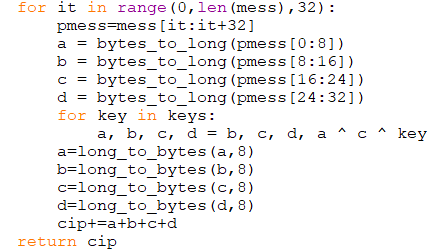 for it in range(0,len(mess),32):
pmess=mess[it:it+32]
a = bytes_to_long(pmess[0:8])
b = bytes_to_long(pmess[8:16])
c = bytes_to_long(pmess[16:24])
d = bytes_to_long(pmess[24:32])
for key in keys:
a, b, c, d = b, c, d, a ^ c ^ key
a=long_to_bytes(a,8)
b=long_to_bytes(b,8)
c=long_to_bytes(c,8)
d=long_to_bytes(d,8)
cip+=a+b+c+d
return cip